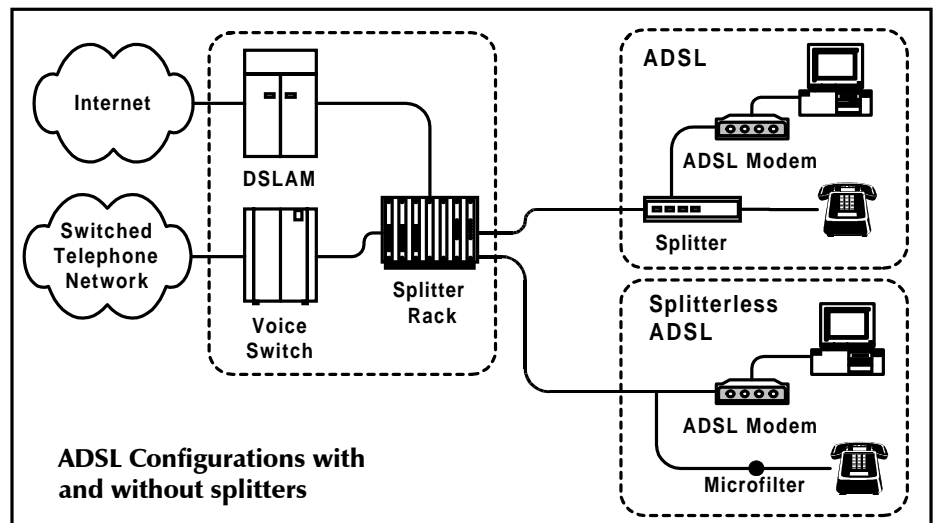 Internet
DSLAM
Switched
Telephone
Network
Voice
Switch
Splitter
Rack
ADSL
ADSL Modem
Splitter
Splitterless
ADSL
ADSL Modem
Microfilter
ADSL Configurations with
and without splitters